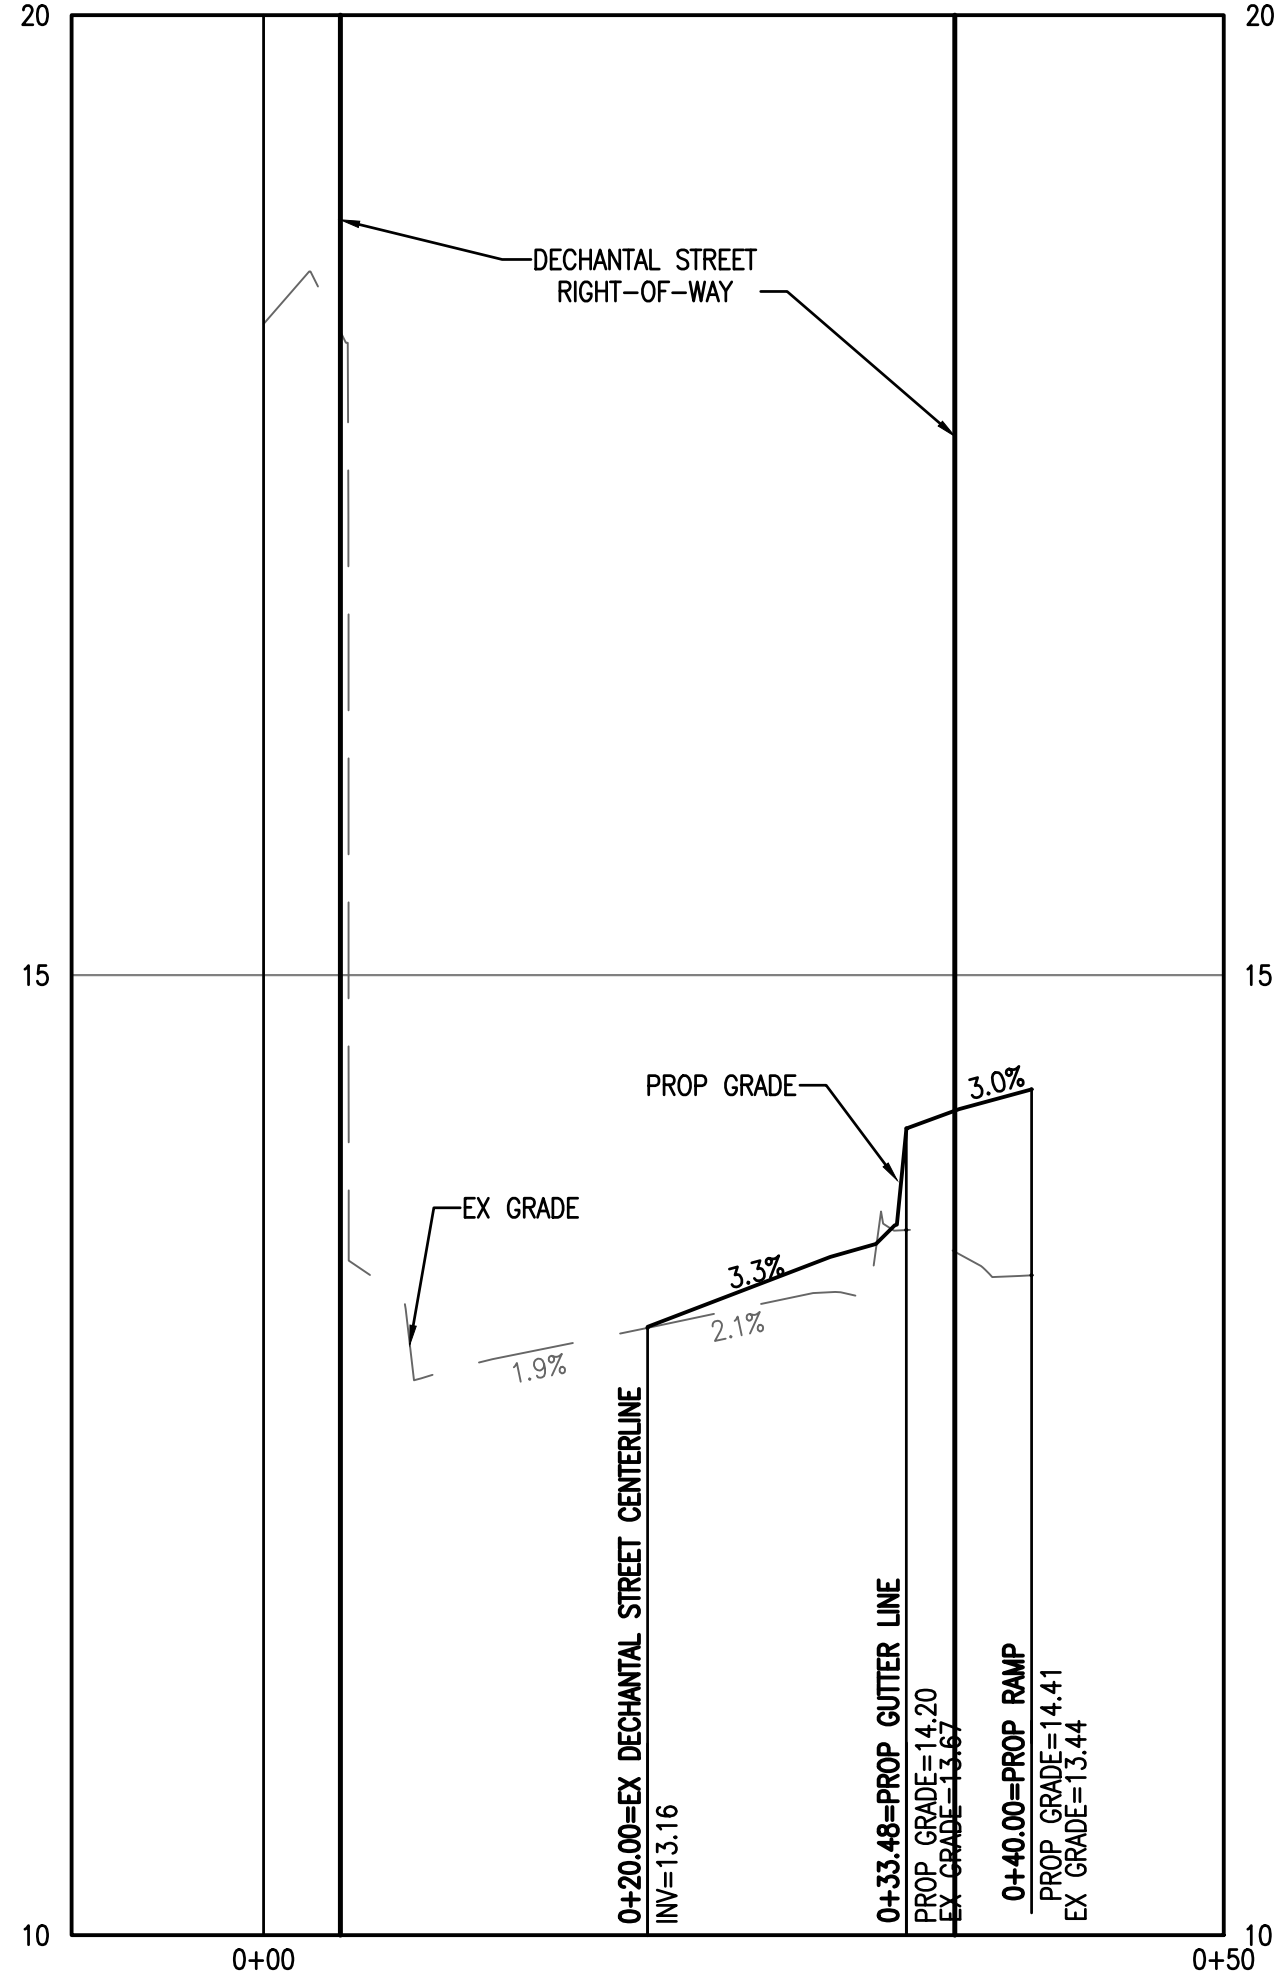 20
20
DECHANTAL STREET
RIGHT-OF-WAY
15
15
PROP GRADE
3.0%
EX GRADE
3.3%
2.1%
1.9%
0+20.00=EX DECHANTAL STREET CENTERLINE
INV=13.16
0+33.48=PROP GUTTER LINE
PROP GRADE=14.20
EX GRADE=13.67
0+40.00=PROP RAMP
PROP GRADE=14.41
EX GRADE=13.44
10
10
0+00
0+50